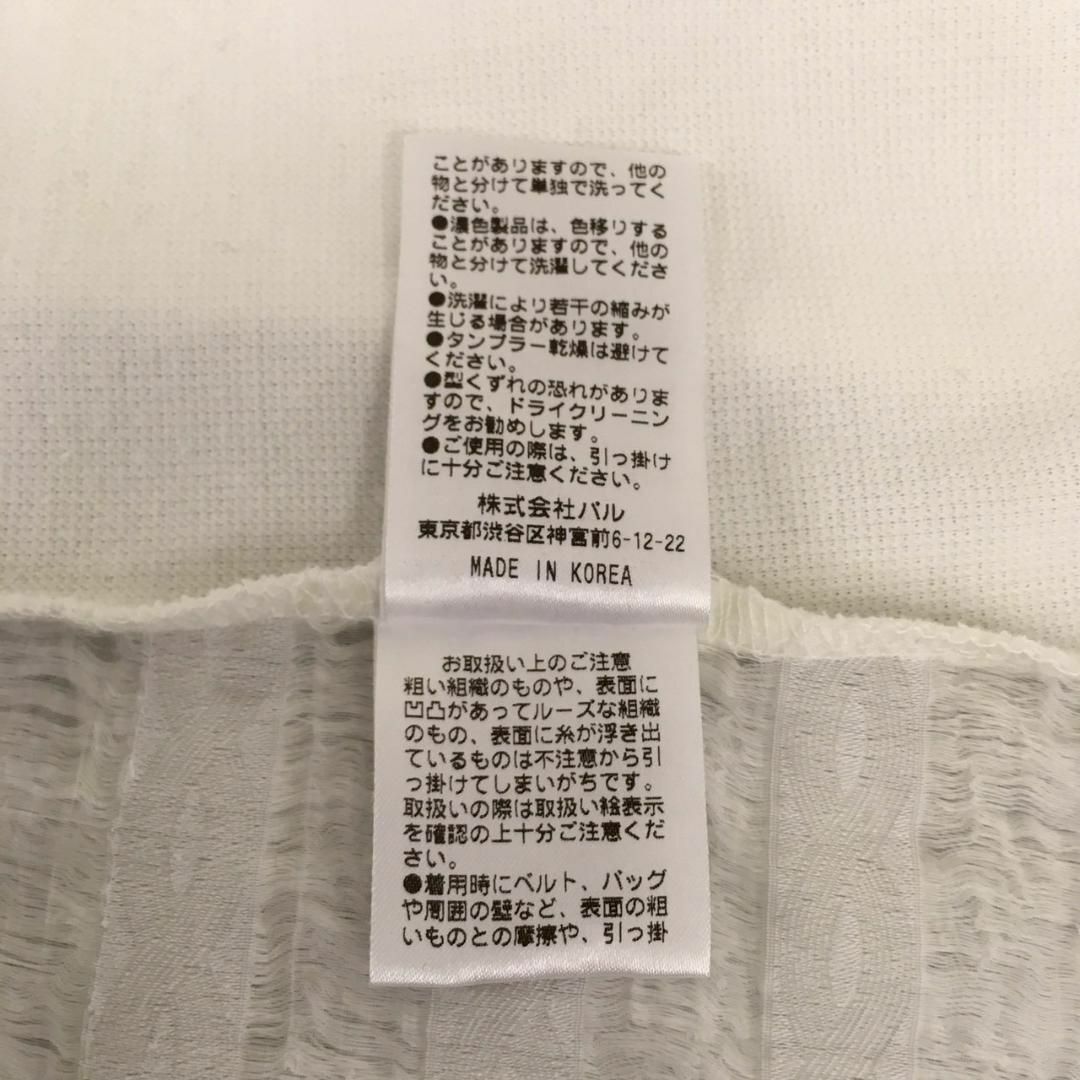 ことがありますので、他の
物と分けて単独で洗ってく
ださい。
●濃色製品は、色移りする
ことがありますので、他の
物と分けて洗濯してくださ
い。
●洗濯により若干の縮みが
生じる場合があります。
●タンブラー乾燥は避けて
ください。
●型くずれの恐れがありま
すので、ドライクリーニン
グをお勧めします。
●ご使用の際は、引っ掛け
に十分ご注意ください。
株式会社パル
東京都渋谷区神宮前6-12-22
MADE IN KOREA
お取扱い上のご注意
粗い組織のものや、表面に
凹凸があってルーズな組織
のもの、表面に糸が浮き出
ているものは不注意から引
っ掛けてしまいがちです。
取扱いの際は取扱い絵表示
を確認の上十分ご注意くだ
さい。
●着用時にベルト、バッグ
や周囲の壁など、表面の粗
いものとの摩擦や、引っ掛